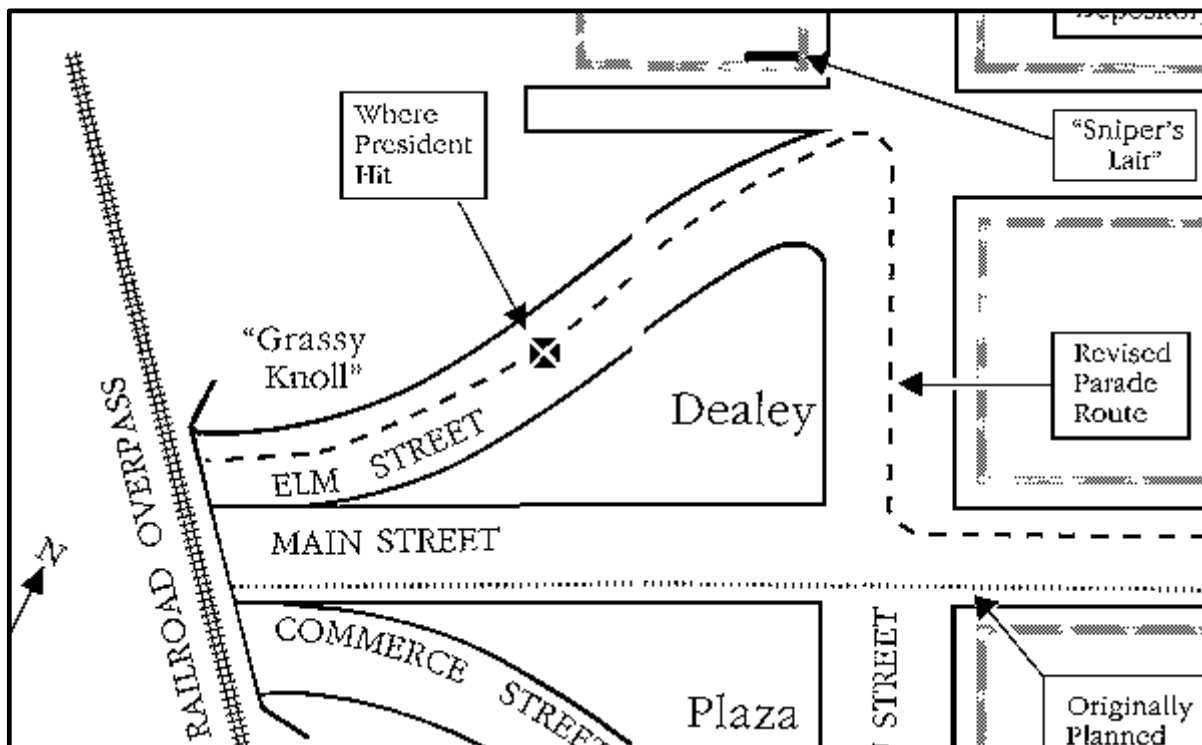 Depository
Where
President
Hit
"Sniper's
Lair"
"Grassy
Knoll"
Dealey
Revised
Parade
Route
ELM STREET
MAIN STREET
RAILROAD OVERPASS
N
COMMERCE STREET
Plaza
STREET
Originally
Planned